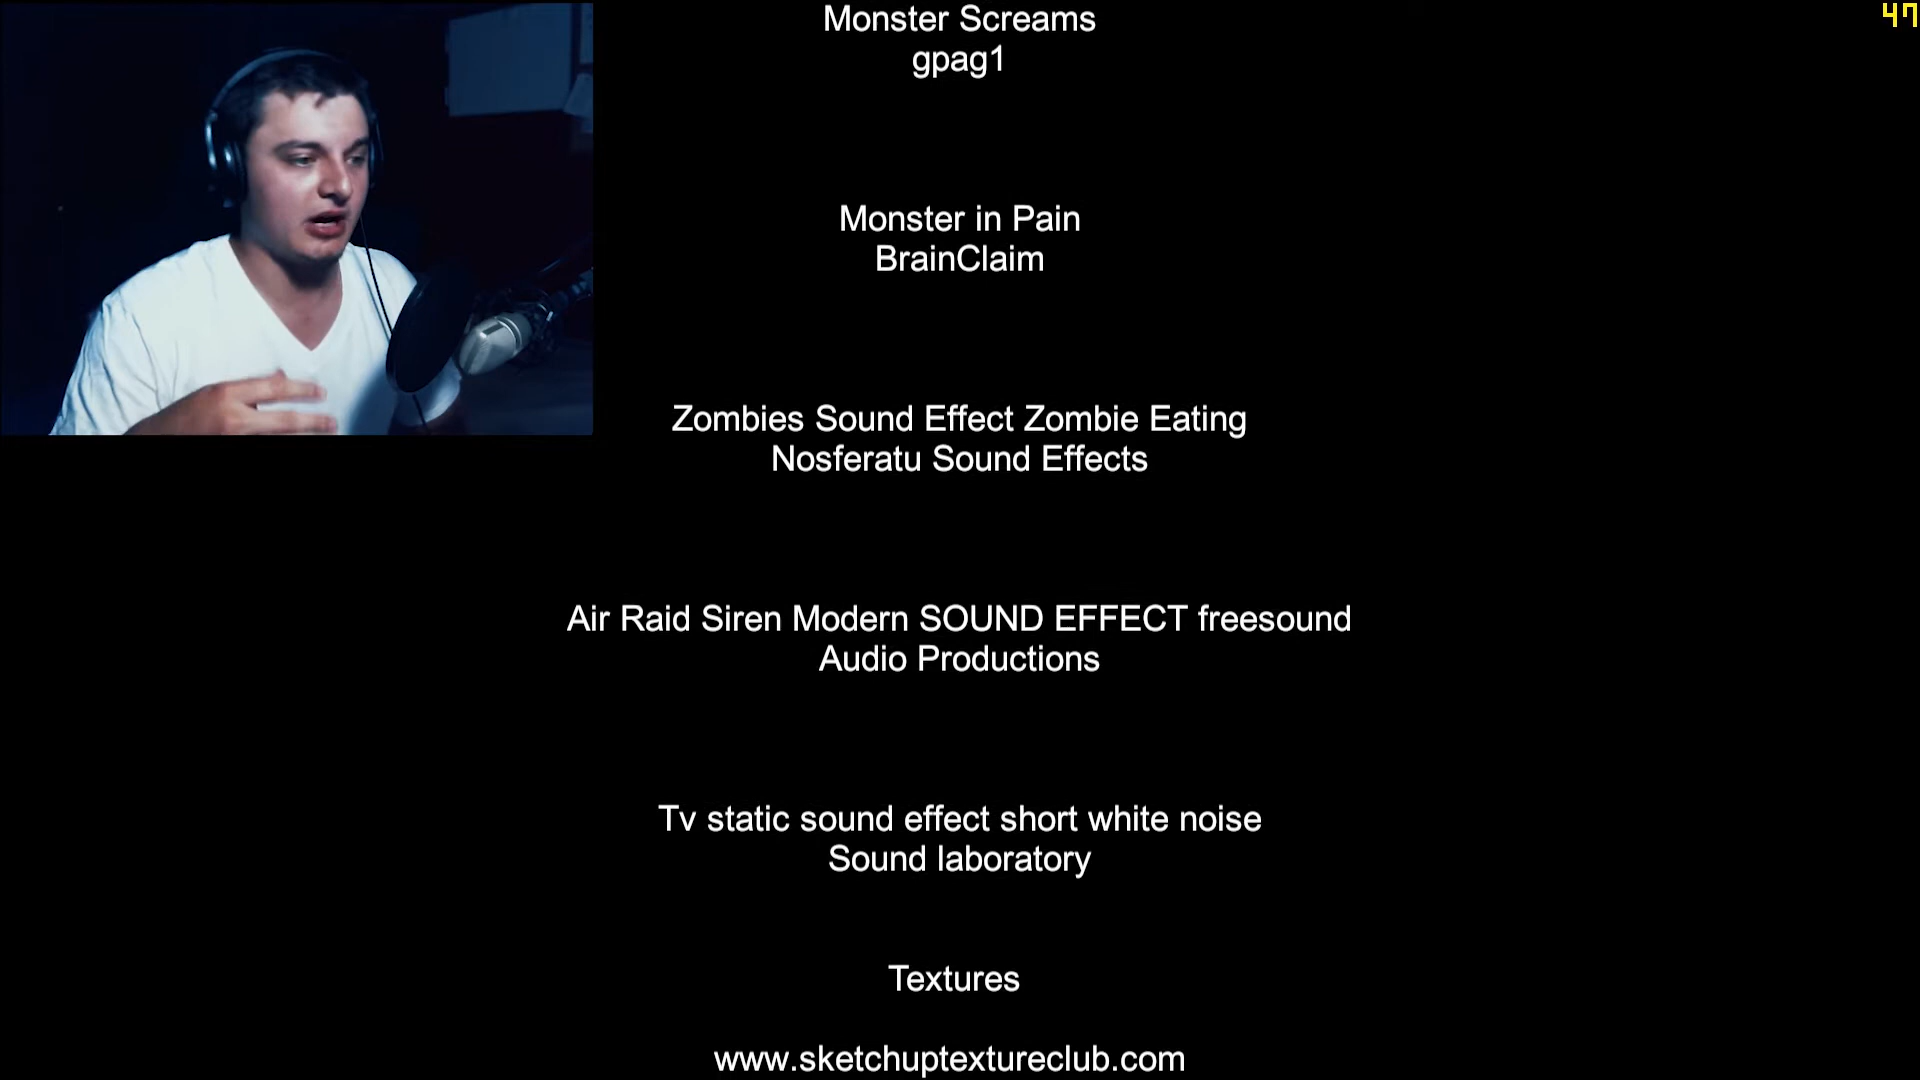 47
Monster Screams
gpag1
Monster in Pain
BrainClaim
Zombies Sound Effect Zombie Eating
Nosferatu Sound Effects
Air Raid Siren Modern SOUND EFFECT freesound
Audio Productions
Tv static sound effect short white noise
Sound laboratory
Textures
www.sketchuptextureclub.com